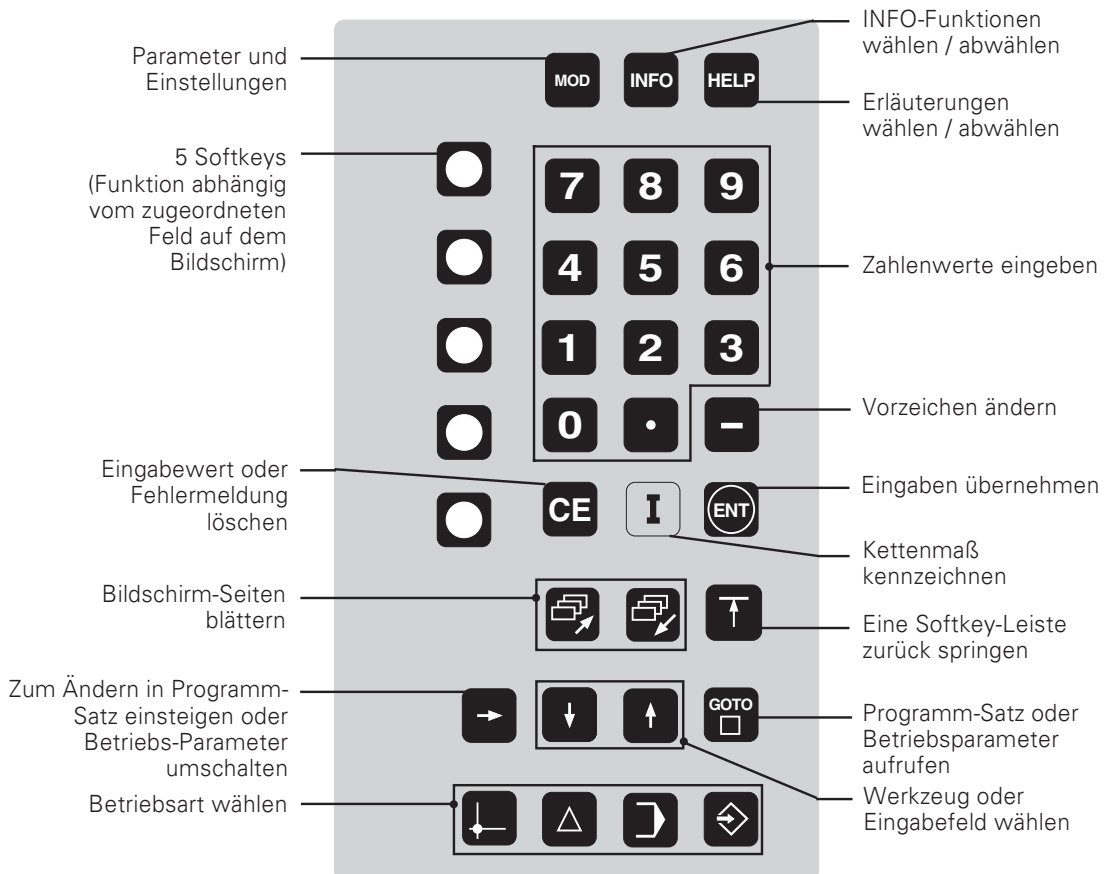 INFO-Funktionen
wählen / abwählen
Parameter und
Einstellungen
MOD
INFO
HELP
Erläuterungen
wählen / abwählen
5 Softkeys
(Funktion abhängig
vom zugeordneten
Feld auf dem
Bildschirm)
7
8
9
4
5
6
Zahlenwerte eingeben
1
2
3
0
.
–
Vorzeichen ändern
Eingabewert oder
Fehlermeldung
löschen
CE
I
ENT
Eingaben übernehmen
Kettenmaß
kennzeichnen
Bildschirm-Seiten
blättern
Eine Softkey-Leiste
zurück springen
Zum Ändern in Programm-
Satz einsteigen oder
Betriebs-Parameter
umschalten
GOTO
Programm-Satz oder
Betriebsparameter
aufrufen
Betriebsart wählen
Werkzeug oder
Eingabefeld wählen